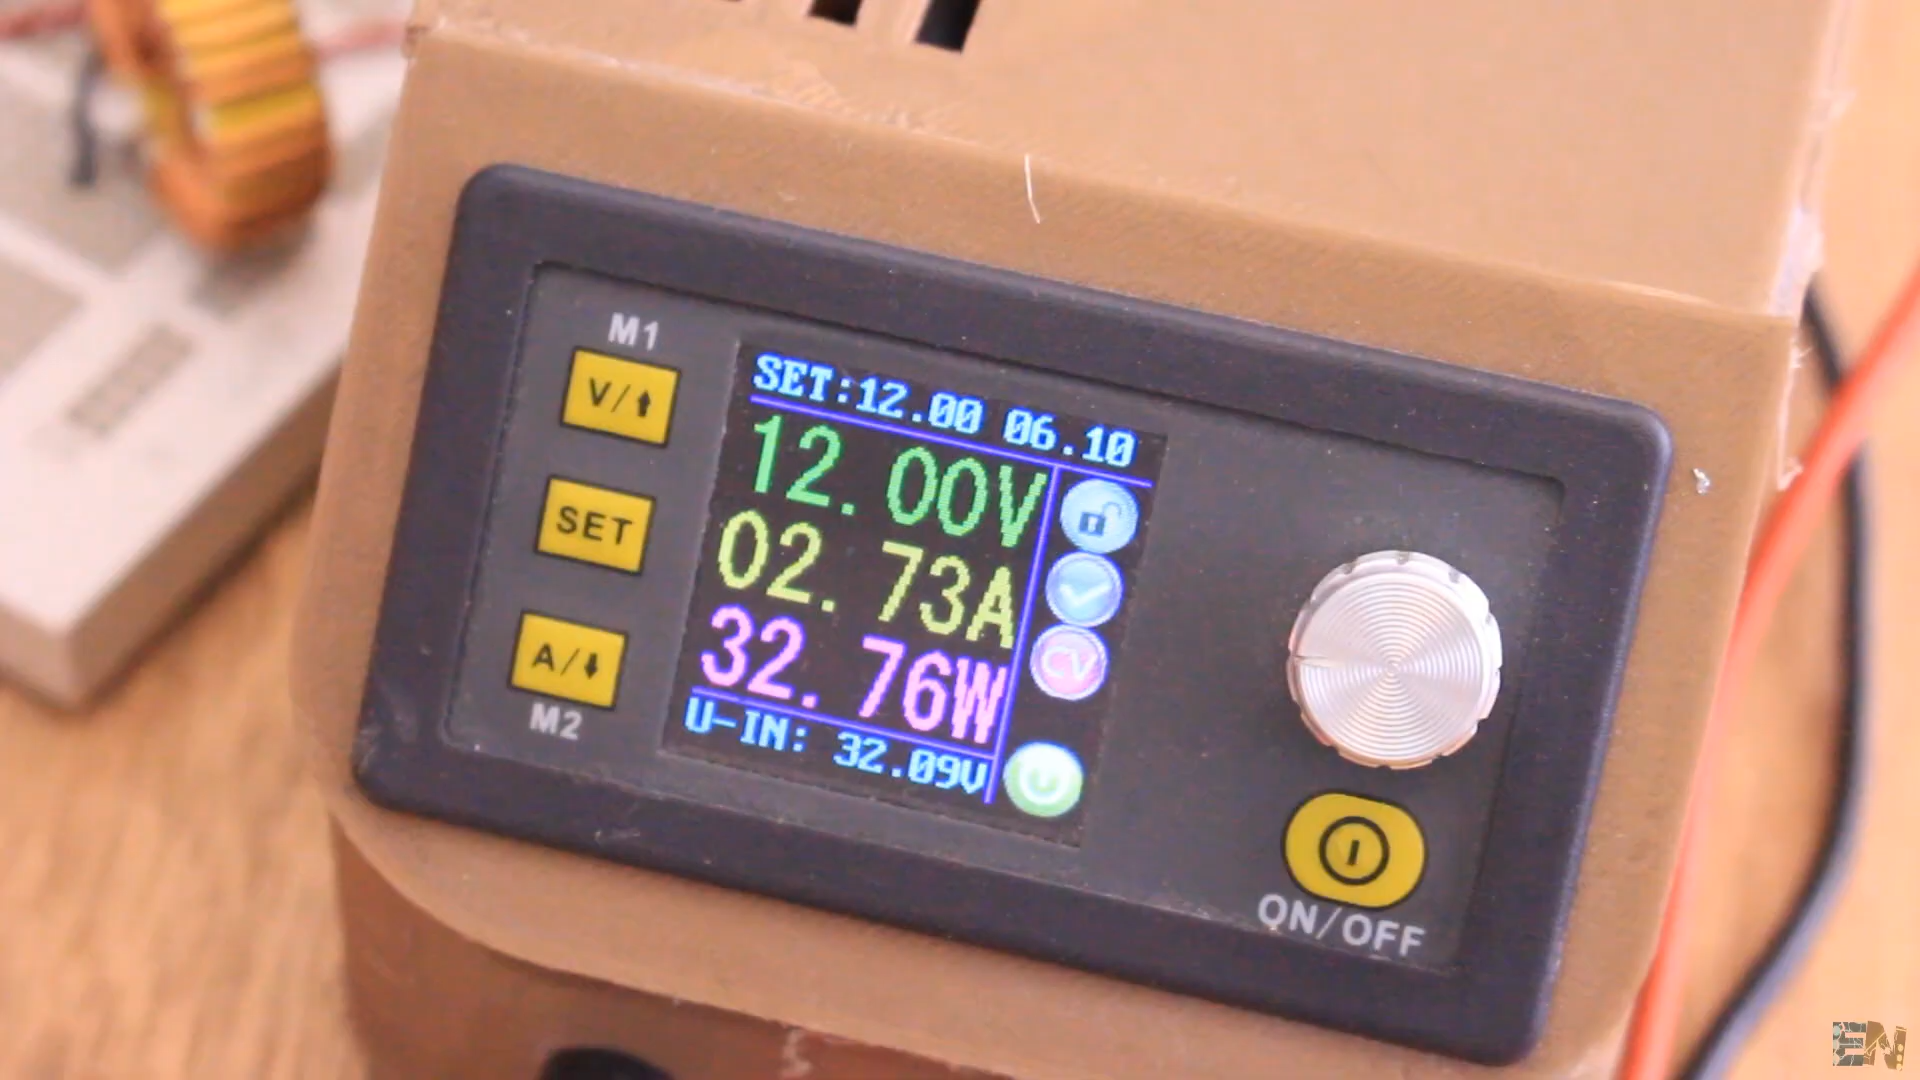 M1
V/⬆
SET
A/⬇
M2
SET:12.00 06.10
12.00V
02.73A
32.76W
CV
U-IN: 32.09V
ON/OFF
EN